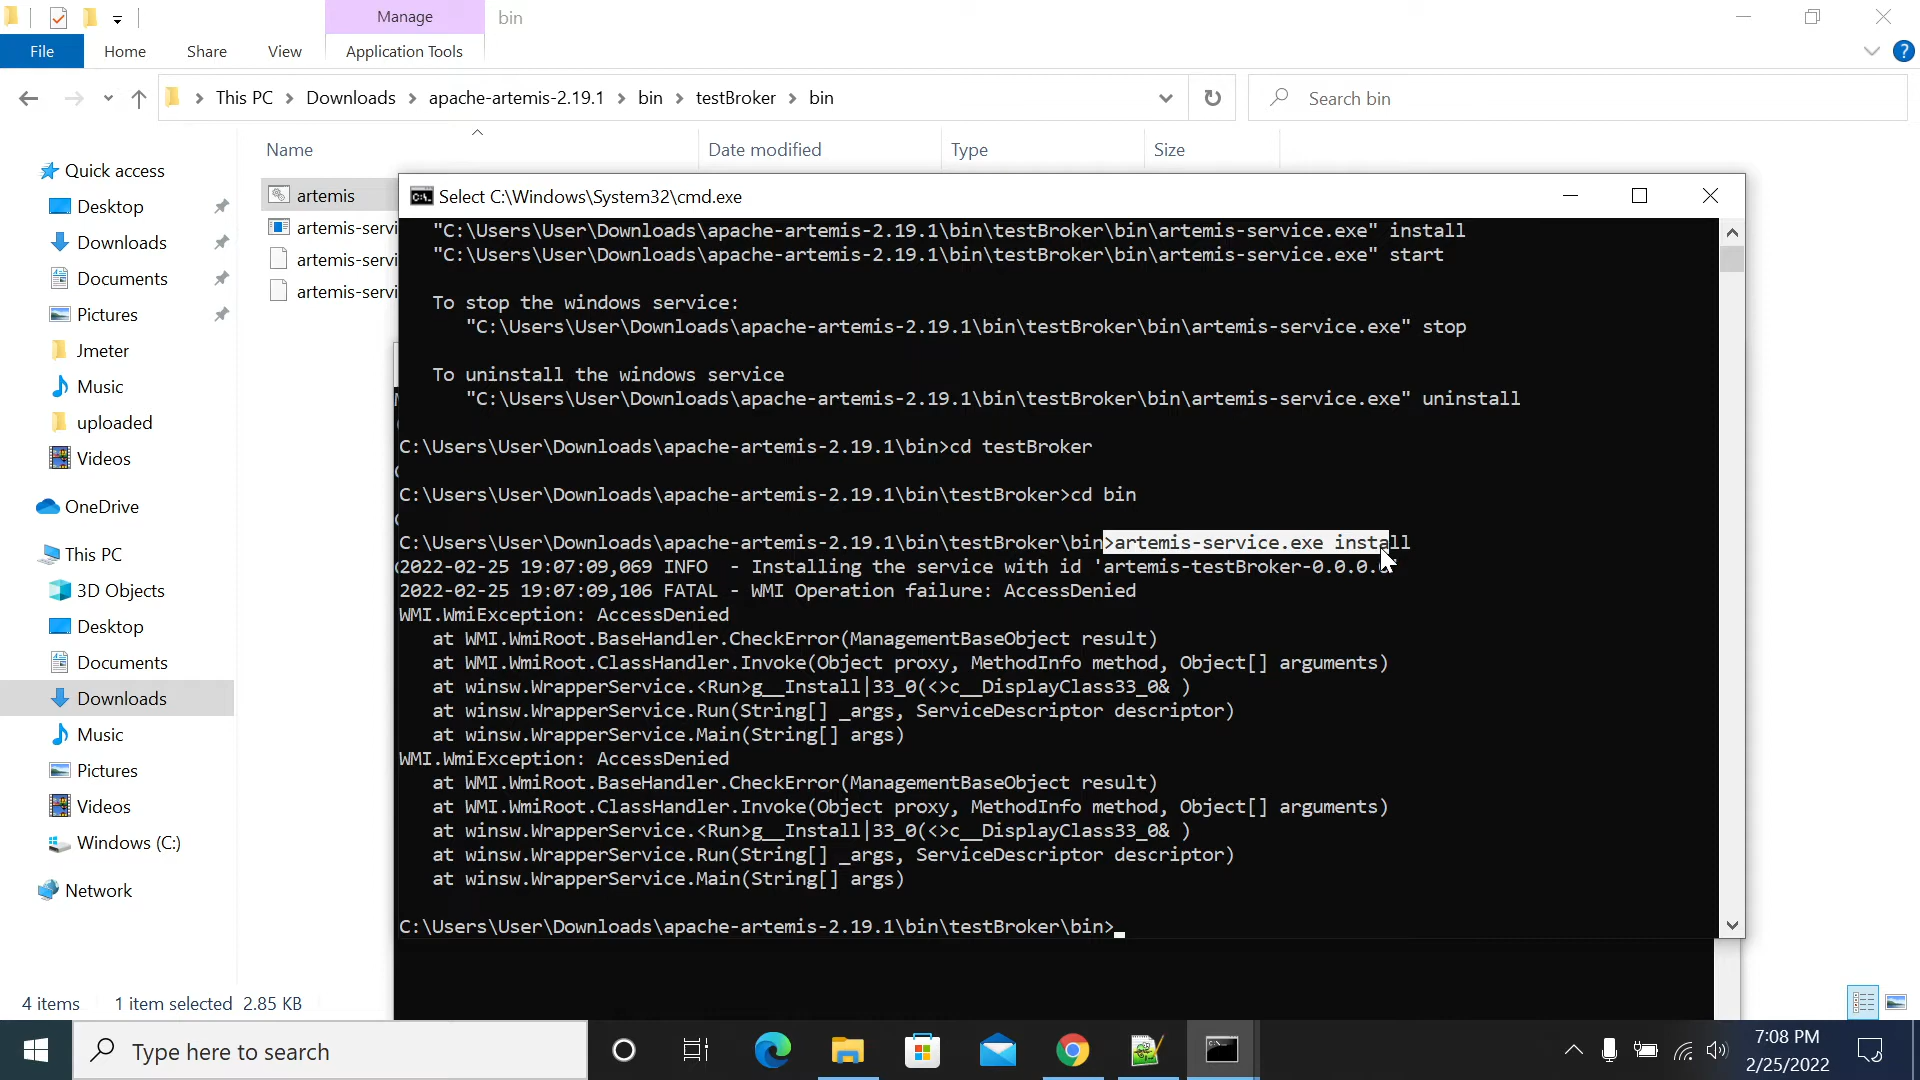 Manage
bin
File
Home
Share
View
Application Tools
This PC
Downloads
apache-artemis-2.19.1
bin
testBroker
bin
Search bin
Name
Date modified
Type
Size
Quick access
Desktop
Downloads
Documents
Pictures
Jmeter
Music
uploaded
Videos
OneDrive
This PC
3D Objects
Desktop
Documents
Downloads
Music
Pictures
Videos
Windows (C:)
Network
artemis
artemis-servi
artemis-servi
artemis-servi
Select C:\Windows\System32\cmd.exe
"C:\Users\User\Downloads\apache-artemis-2.19.1\bin\testBroker\bin\artemis-service.exe" install
"C:\Users\User\Downloads\apache-artemis-2.19.1\bin\testBroker\bin\artemis-service.exe" start
To stop the windows service:
"C:\Users\User\Downloads\apache-artemis-2.19.1\bin\testBroker\bin\artemis-service.exe" stop
To uninstall the windows service
"C:\Users\User\Downloads\apache-artemis-2.19.1\bin\testBroker\bin\artemis-service.exe" uninstall
C:\Users\User\Downloads\apache-artemis-2.19.1\bin>cd testBroker
C:\Users\User\Downloads\apache-artemis-2.19.1\bin\testBroker>cd bin
C:\Users\User\Downloads\apache-artemis-2.19.1\bin\testBroker\bin>artemis-service.exe install
2022-02-25 19:07:09,069 INFO  - Installing the service with id 'artemis-testBroker-0.0.0.
2022-02-25 19:07:09,106 FATAL - WMI Operation failure: AccessDenied
WMI.WmiException: AccessDenied
at WMI.WmiRoot.BaseHandler.CheckError(ManagementBaseObject result)
at WMI.WmiRoot.ClassHandler.Invoke(Object proxy, MethodInfo method, Object[] arguments)
at winsw.WrapperService.<Run>g__Install|33_0(<>c__DisplayClass33_0& )
at winsw.WrapperService.Run(String[] _args, ServiceDescriptor descriptor)
at winsw.WrapperService.Main(String[] args)
WMI.WmiException: AccessDenied
at WMI.WmiRoot.BaseHandler.CheckError(ManagementBaseObject result)
at WMI.WmiRoot.ClassHandler.Invoke(Object proxy, MethodInfo method, Object[] arguments)
at winsw.WrapperService.<Run>g__Install|33_0(<>c__DisplayClass33_0& )
at winsw.WrapperService.Run(String[] _args, ServiceDescriptor descriptor)
at winsw.WrapperService.Main(String[] args)
C:\Users\User\Downloads\apache-artemis-2.19.1\bin\testBroker\bin>
4 items
1 item selected 2.85 KB
Type here to search
7:08 PM
2/25/2022